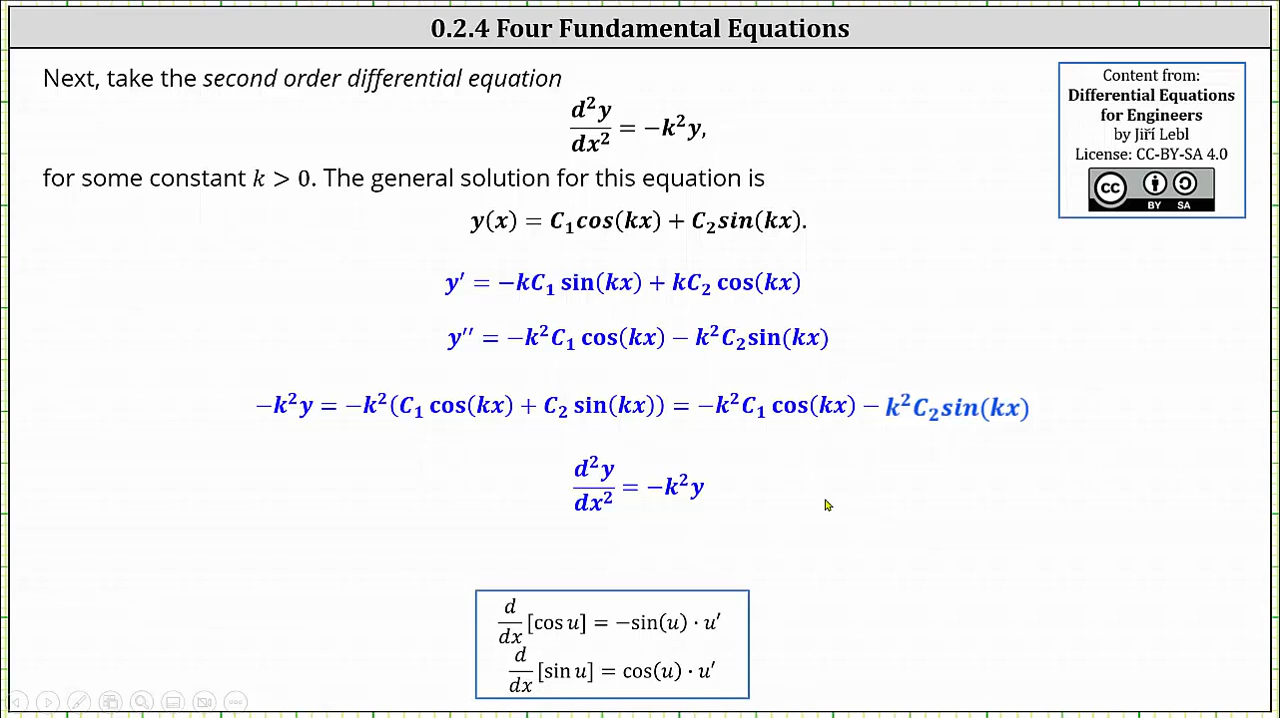 0.2.4 Four Fundamental Equations
Next, take the second order differential equation
d²y/dx² = −k²y,
for some constant k > 0. The general solution for this equation is
y(x) = C₁cos(kx) + C₂sin(kx).
y′ = −kC₁ sin(kx) + kC₂ cos(kx)
y′′ = −k²C₁ cos(kx) − k²C₂sin(kx)
−k²y = −k²(C₁ cos(kx) + C₂ sin(kx)) = −k²C₁ cos(kx) − k²C₂sin(kx)
d²y/dx² = −k²y
d/dx [cos u] = −sin(u) · u′
d/dx [sin u] = cos(u) · u′
Content from:
Differential Equations
for Engineers
by Jiří Lebl
License: CC-BY-SA 4.0
cc
BY SA